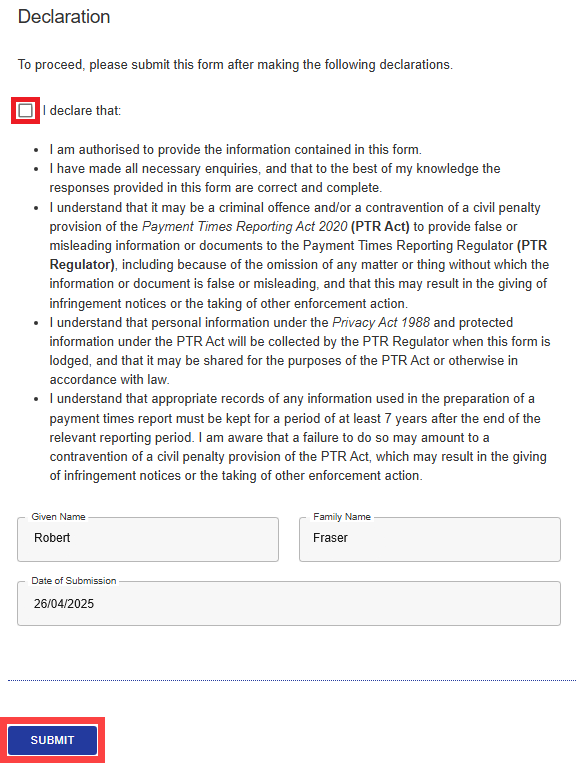 Declaration
To proceed, please submit this form after making the following declarations.
I declare that:
• I am authorised to provide the information contained in this form.
• I have made all necessary enquiries, and that to the best of my knowledge the
responses provided in this form are correct and complete.
• I understand that it may be a criminal offence and/or a contravention of a civil penalty
provision of the Payment Times Reporting Act 2020 (PTR Act) to provide false or
misleading information or documents to the Payment Times Reporting Regulator (PTR
Regulator), including because of the omission of any matter or thing without which the
information or document is false or misleading, and that this may result in the giving of
infringement notices or the taking of other enforcement action.
• I understand that personal information under the Privacy Act 1988 and protected
information under the PTR Act will be collected by the PTR Regulator when this form is
lodged, and that it may be shared for the purposes of the PTR Act or otherwise in
accordance with law.
• I understand that appropriate records of any information used in the preparation of a
payment times report must be kept for a period of at least 7 years after the end of the
relevant reporting period. I am aware that a failure to do so may amount to a
contravention of a civil penalty provision of the PTR Act, which may result in the giving
of infringement notices or the taking of other enforcement action.
Given Name
Robert
Family Name
Fraser
Date of Submission
26/04/2025
SUBMIT